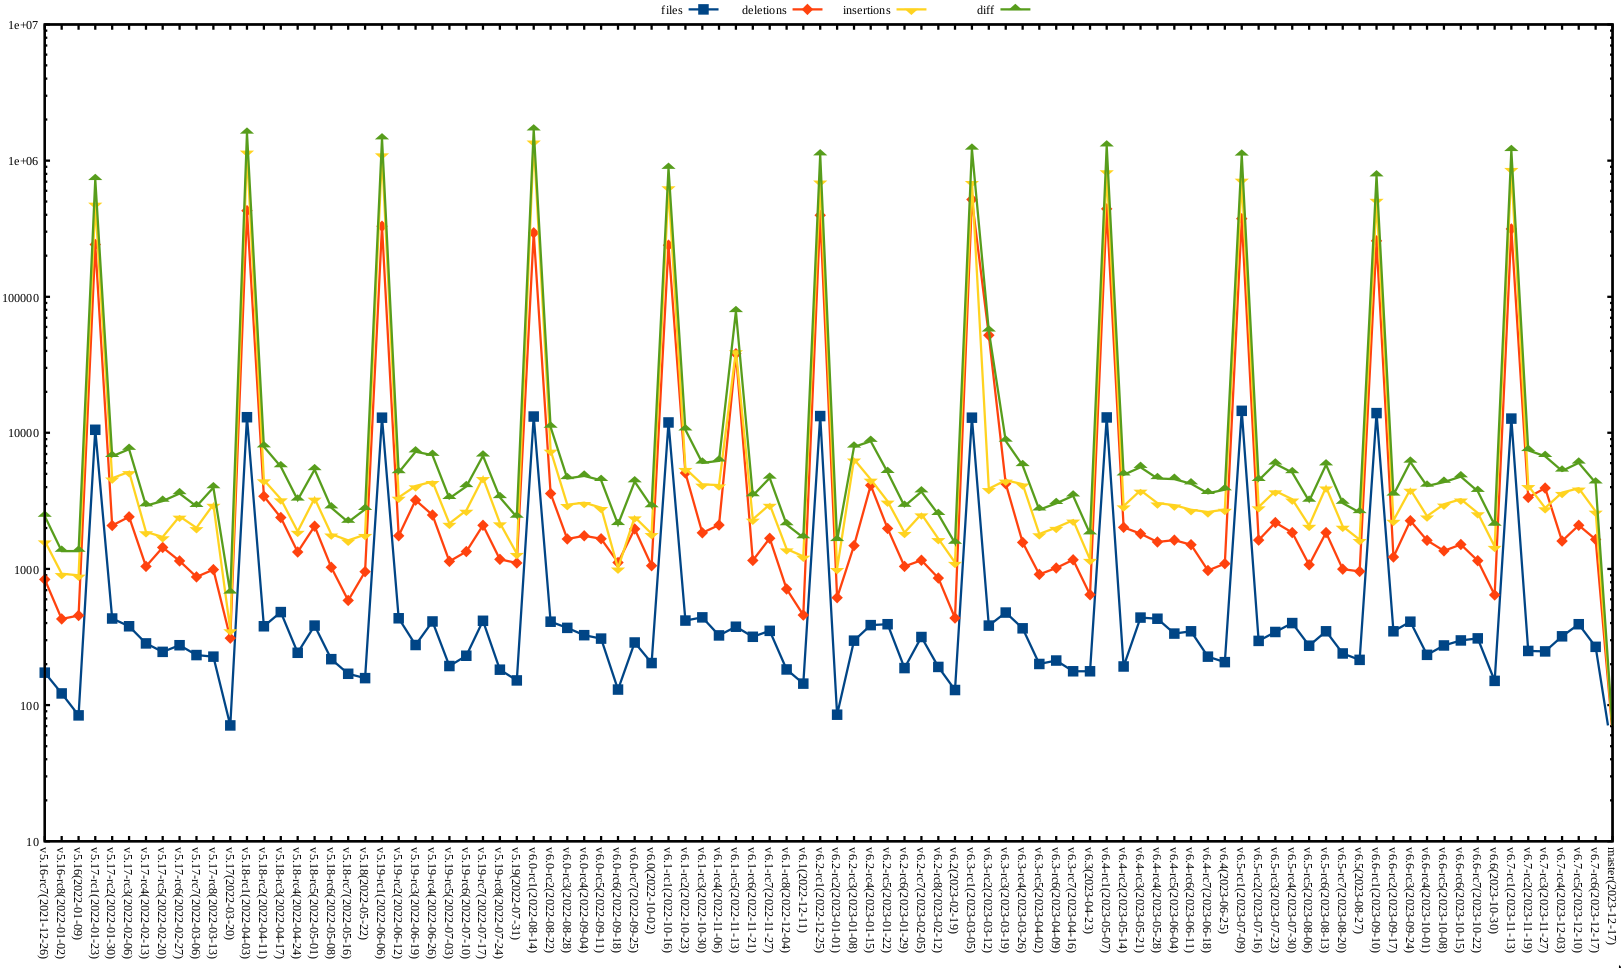 files
deletions
insertions
diff
1e+07
1e+06
100000
10000
1000
100
10
v5.16-rc7(2021-12-26)
v5.16-rc8(2022-01-02)
v5.16(2022-01-09)
v5.17-rc1(2022-01-23)
v5.17-rc2(2022-01-30)
v5.17-rc3(2022-02-06)
v5.17-rc4(2022-02-13)
v5.17-rc5(2022-02-20)
v5.17-rc6(2022-02-27)
v5.17-rc7(2022-03-06)
v5.17-rc8(2022-03-13)
v5.17(2022-03-20)
v5.18-rc1(2022-04-03)
v5.18-rc2(2022-04-11)
v5.18-rc3(2022-04-17)
v5.18-rc4(2022-04-24)
v5.18-rc5(2022-05-01)
v5.18-rc6(2022-05-08)
v5.18-rc7(2022-05-16)
v5.18(2022-05-22)
v5.19-rc1(2022-06-06)
v5.19-rc2(2022-06-12)
v5.19-rc3(2022-06-19)
v5.19-rc4(2022-06-26)
v5.19-rc5(2022-07-03)
v5.19-rc6(2022-07-10)
v5.19-rc7(2022-07-17)
v5.19-rc8(2022-07-24)
v5.19(2022-07-31)
v6.0-rc1(2022-08-14)
v6.0-rc2(2022-08-22)
v6.0-rc3(2022-08-28)
v6.0-rc4(2022-09-04)
v6.0-rc5(2022-09-11)
v6.0-rc6(2022-09-18)
v6.0-rc7(2022-09-25)
v6.0(2022-10-02)
v6.1-rc1(2022-10-16)
v6.1-rc2(2022-10-23)
v6.1-rc3(2022-10-30)
v6.1-rc4(2022-11-06)
v6.1-rc5(2022-11-13)
v6.1-rc6(2022-11-21)
v6.1-rc7(2022-11-27)
v6.1-rc8(2022-12-04)
v6.1(2022-12-11)
v6.2-rc1(2022-12-25)
v6.2-rc2(2023-01-01)
v6.2-rc3(2023-01-08)
v6.2-rc4(2023-01-15)
v6.2-rc5(2023-01-22)
v6.2-rc6(2023-01-29)
v6.2-rc7(2023-02-05)
v6.2-rc8(2023-02-12)
v6.2(2023-02-19)
v6.3-rc1(2023-03-05)
v6.3-rc2(2023-03-12)
v6.3-rc3(2023-03-19)
v6.3-rc4(2023-03-26)
v6.3-rc5(2023-04-02)
v6.3-rc6(2023-04-09)
v6.3-rc7(2023-04-16)
v6.3(2023-04-23)
v6.4-rc1(2023-05-07)
v6.4-rc2(2023-05-14)
v6.4-rc3(2023-05-21)
v6.4-rc4(2023-05-28)
v6.4-rc5(2023-06-04)
v6.4-rc6(2023-06-11)
v6.4-rc7(2023-06-18)
v6.4(2023-06-25)
v6.5-rc1(2023-07-09)
v6.5-rc2(2023-07-16)
v6.5-rc3(2023-07-23)
v6.5-rc4(2023-07-30)
v6.5-rc5(2023-08-06)
v6.5-rc6(2023-08-13)
v6.5-rc7(2023-08-20)
v6.5(2023-08-27)
v6.6-rc1(2023-09-10)
v6.6-rc2(2023-09-17)
v6.6-rc3(2023-09-24)
v6.6-rc4(2023-10-01)
v6.6-rc5(2023-10-08)
v6.6-rc6(2023-10-15)
v6.6-rc7(2023-10-22)
v6.6(2023-10-30)
v6.7-rc1(2023-11-13)
v6.7-rc2(2023-11-19)
v6.7-rc3(2023-11-27)
v6.7-rc4(2023-12-03)
v6.7-rc5(2023-12-10)
v6.7-rc6(2023-12-17)
master(2023-12-17)